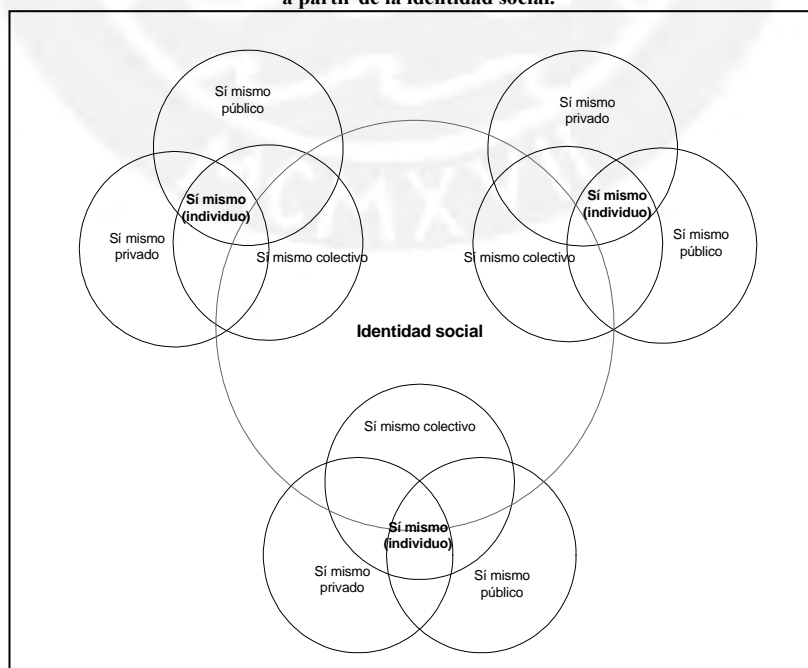 a partir de la identidad social.
Sí mismo
público
Sí mismo
privado
Sí mismo
(individuo)
Sí mismo
(individuo)
Sí mismo
privado
Sí mismo colectivo
Sí mismo colectivo
Sí mismo
público
Identidad social
Sí mismo colectivo
Sí mismo
(individuo)
Sí mismo
privado
Sí mismo
público